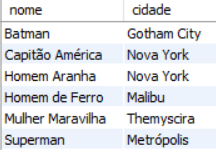 nome cidade
Batman Gotham City
Capitão América Nova York
Homem Aranha Nova York
Homem de Ferro Malibu
Mulher Maravilha Themyscira
Superman Metrópolis